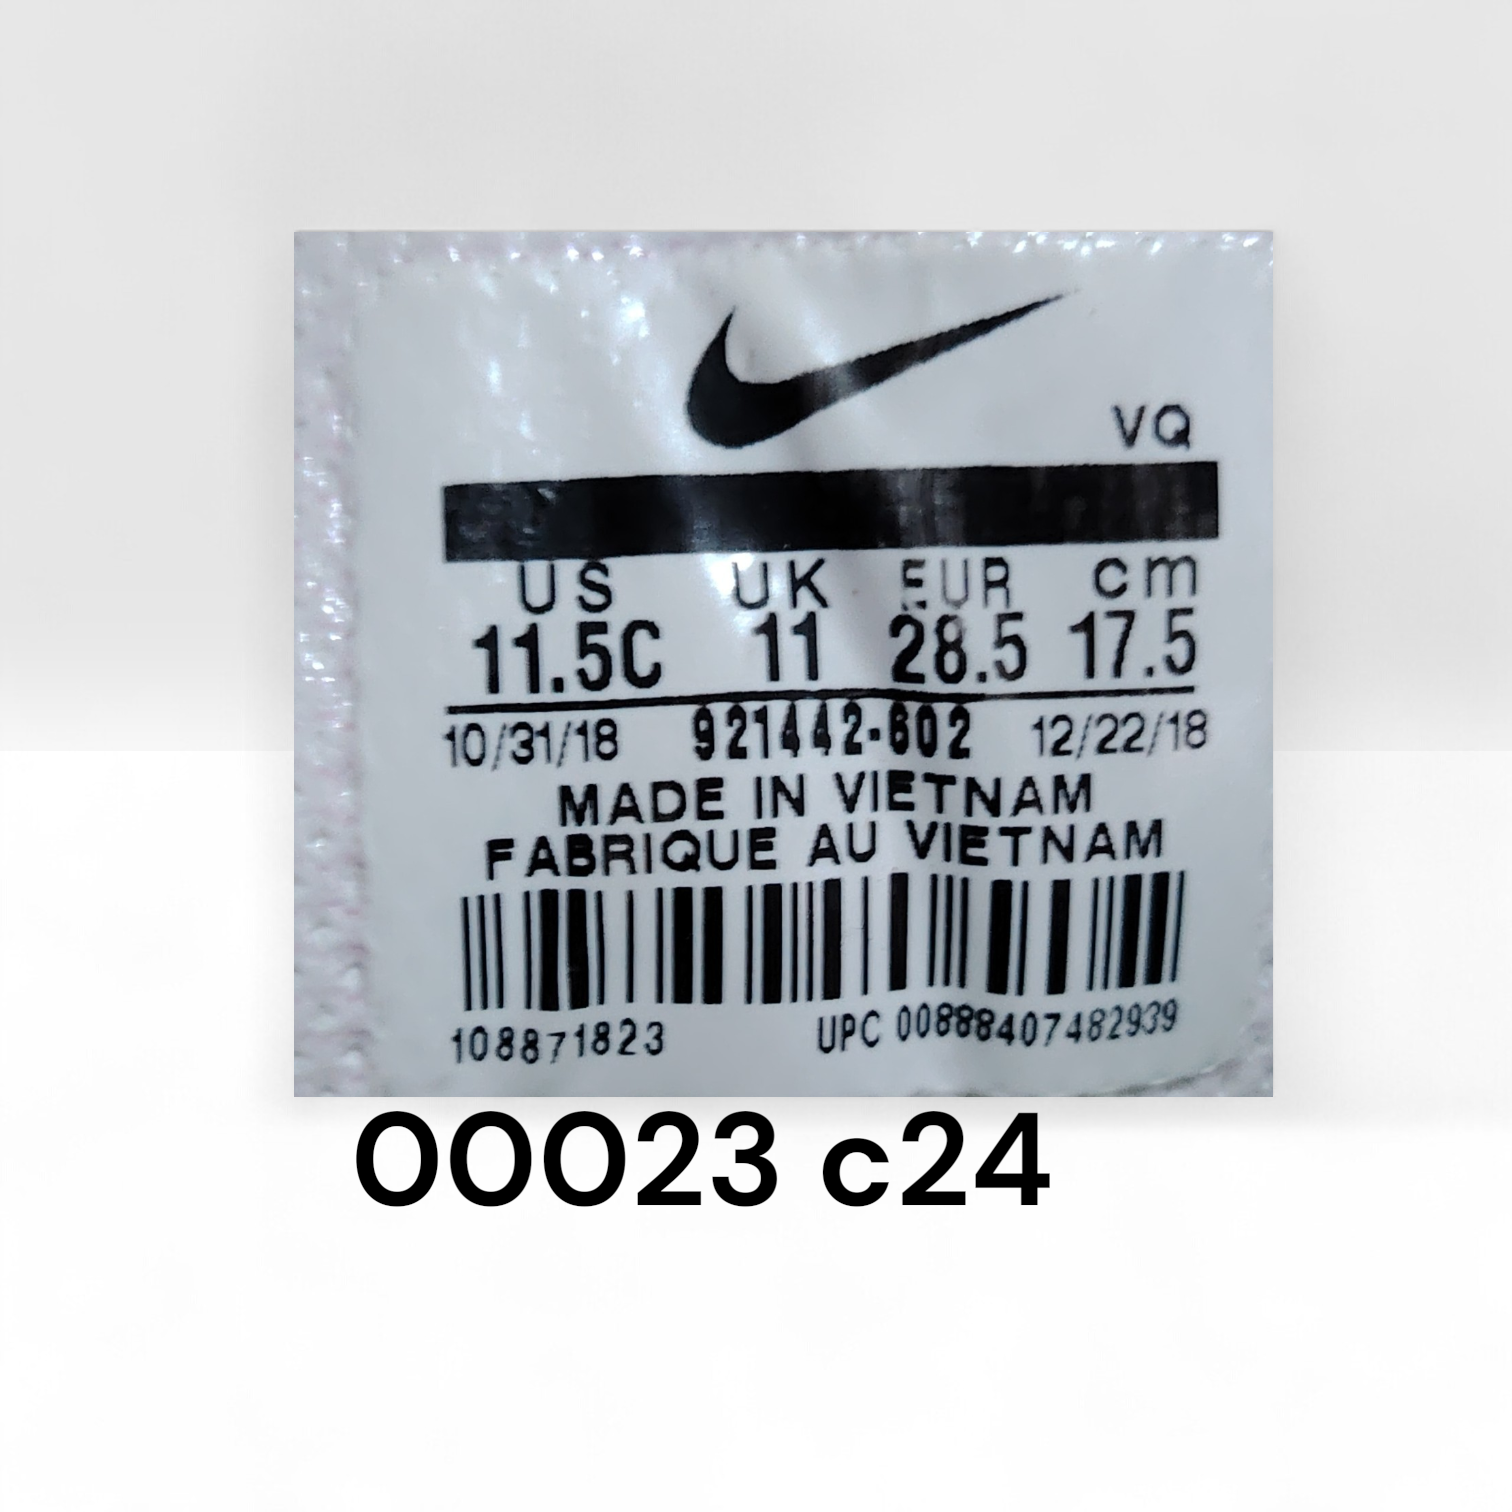 VQ
US UK EUR cm
11.5C 11 28.5 17.5
10/31/18 921442-602 12/22/18
MADE IN VIETNAM
FABRIQUE AU VIETNAM
108871823 UPC 00888407482939
00023 c24